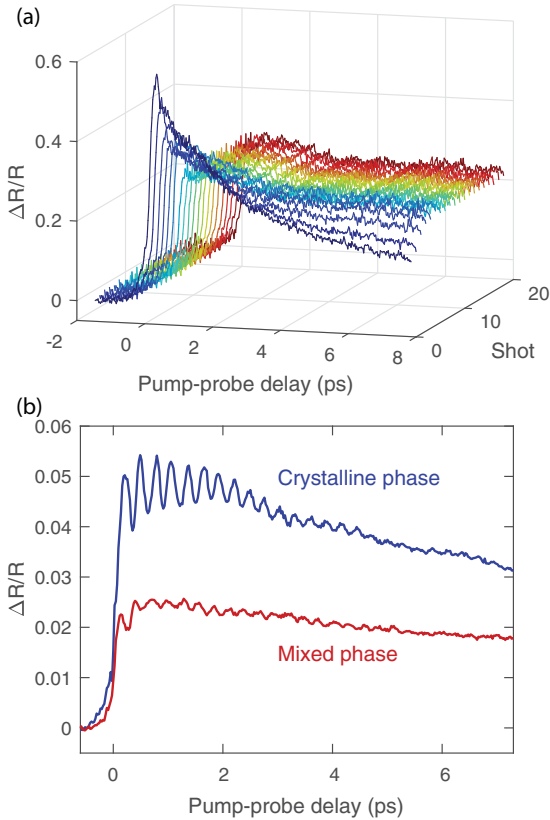 (a)
0.6
0.4
0.2
0
ΔR/R
-2
0
2
4
6
8
0
10
20
Shot
Pump-probe delay (ps)
(b)
0.06
0.05
0.04
0.03
0.02
0.01
0
ΔR/R
Crystalline phase
Mixed phase
0
2
4
6
Pump-probe delay (ps)